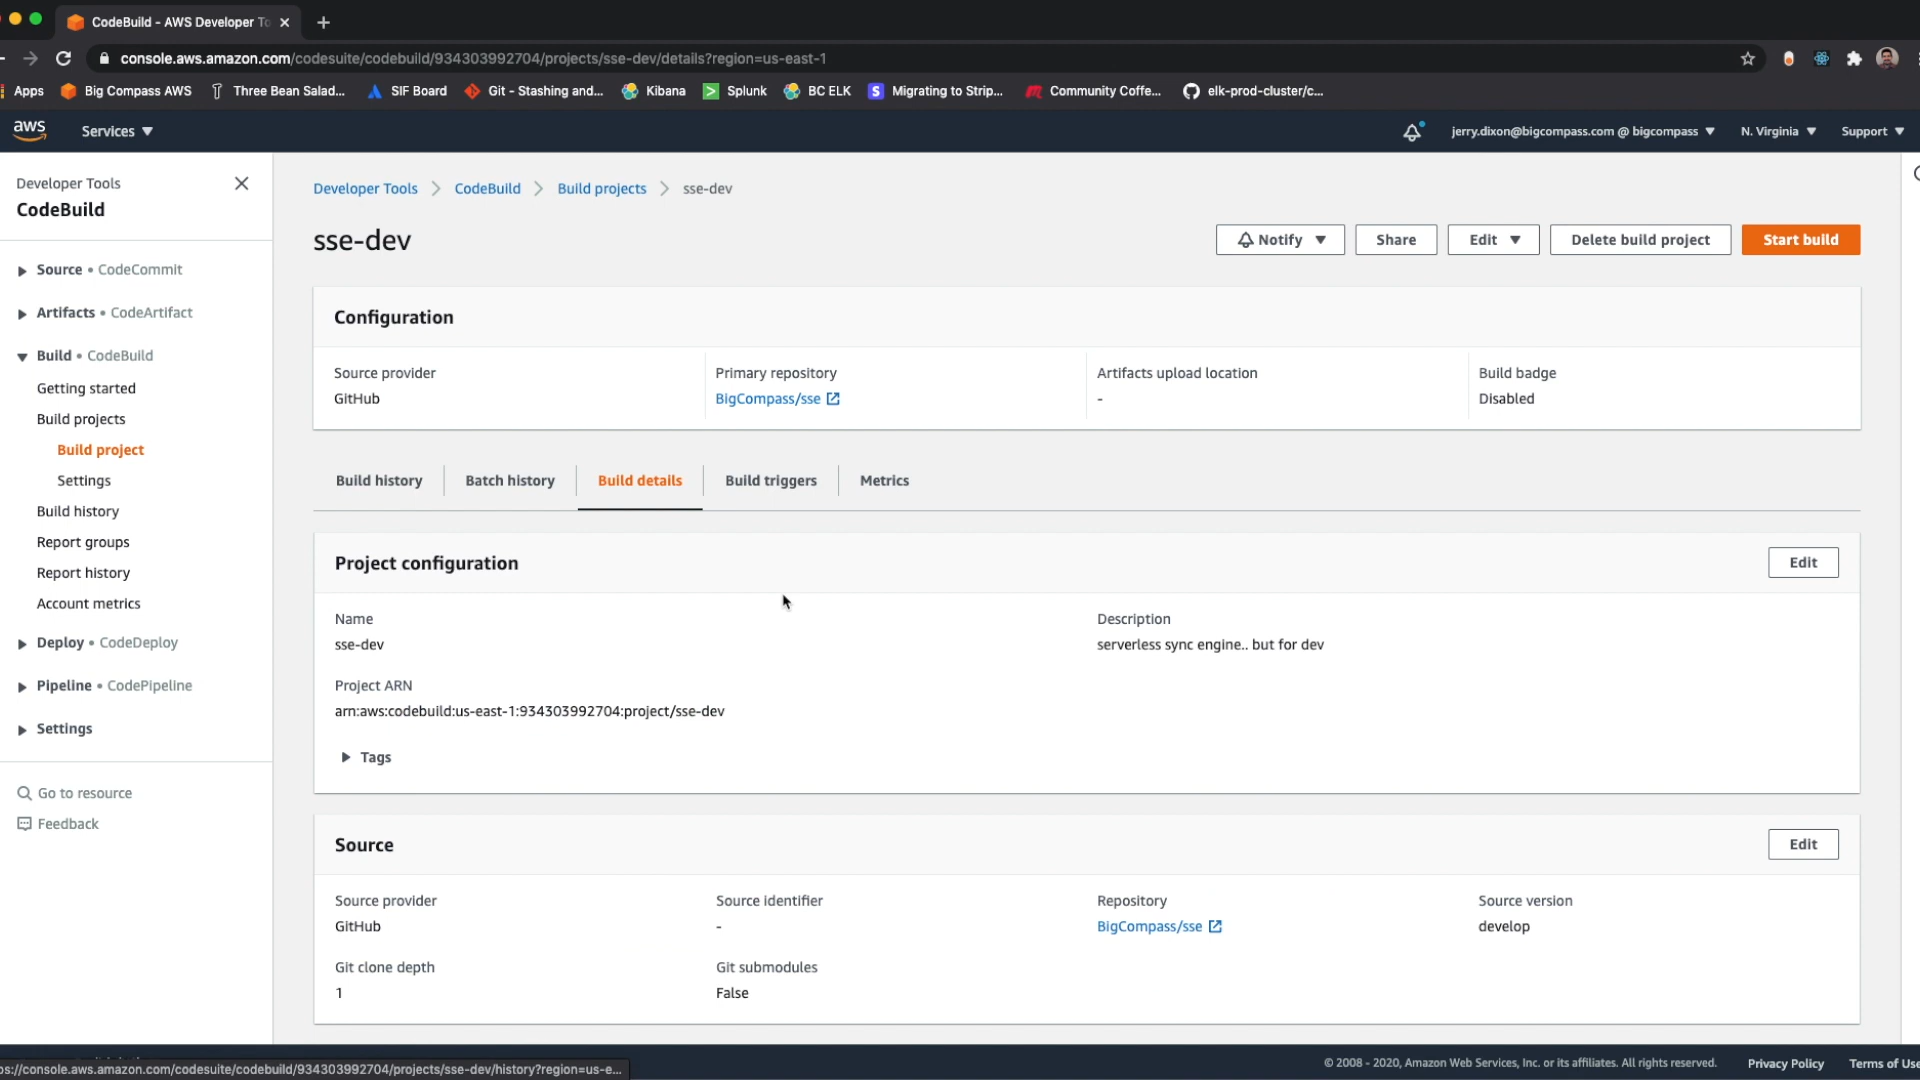 CodeBuild - AWS Developer To
console.aws.amazon.com/codesuite/codebuild/934303992704/projects/sse-dev/details?region=us-east-1
Apps
Big Compass AWS
Three Bean Salad...
SIF Board
Git - Stashing and...
Kibana
Splunk
BC ELK
Migrating to Strip...
Community Coffe...
elk-prod-cluster/c...
aws
Services
jerry.dixon@bigcompass.com @ bigcompass
N. Virginia
Support
Developer Tools
CodeBuild
Source • CodeCommit
Artifacts • CodeArtifact
Build • CodeBuild
Getting started
Build projects
Build project
Settings
Build history
Report groups
Report history
Account metrics
Deploy • CodeDeploy
Pipeline • CodePipeline
Settings
Go to resource
Feedback
Developer Tools
CodeBuild
Build projects
sse-dev
sse-dev
Notify
Share
Edit
Delete build project
Start build
Configuration
Source provider
GitHub
Primary repository
BigCompass/sse
Artifacts upload location
-
Build badge
Disabled
Build history
Batch history
Build details
Build triggers
Metrics
Project configuration
Edit
Name
sse-dev
Description
serverless sync engine.. but for dev
Project ARN
arn:aws:codebuild:us-east-1:934303992704:project/sse-dev
Tags
Source
Edit
Source provider
GitHub
Source identifier
-
Repository
BigCompass/sse
Source version
develop
Git clone depth
1
Git submodules
False
ps://console.aws.amazon.com/codesuite/codebuild/934303992704/projects/sse-dev/history?region=us-e...
© 2008 - 2020, Amazon Web Services, Inc. or its affiliates. All rights reserved.
Privacy Policy
Terms of Use